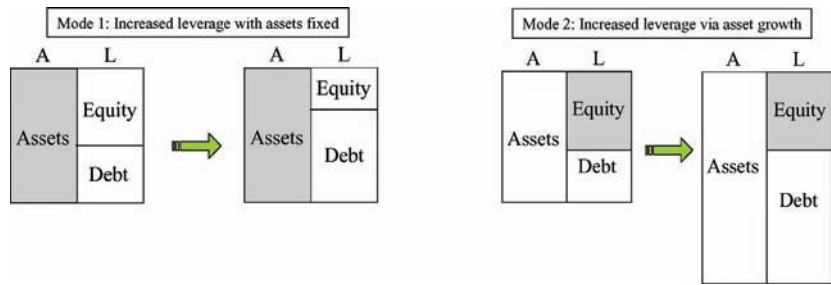 Mode 1: Increased leverage with assets fixed
A L
Assets
Equity
Debt
A L
Assets
Equity
Debt
Mode 2: Increased leverage via asset growth
A L
Assets
Equity
Debt
A L
Assets
Equity
Debt